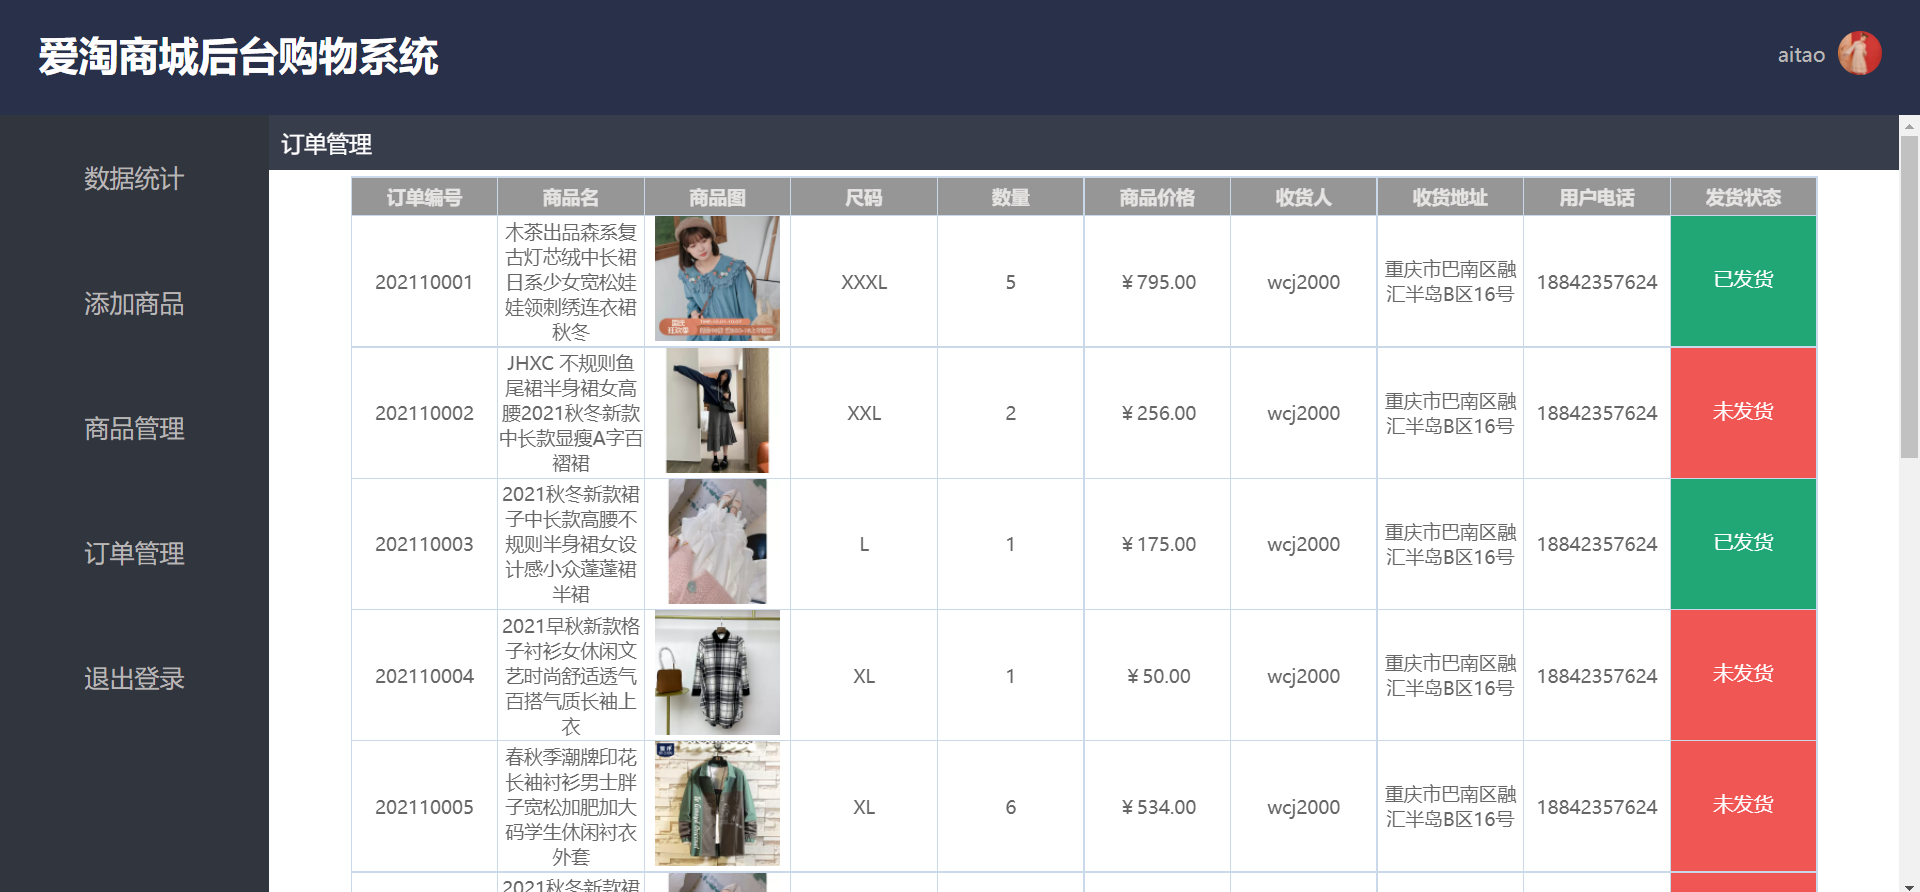 爱淘商城后台购物系统
aitao
数据统计
添加商品
商品管理
订单管理
退出登录
订单管理
订单编号 商品名 商品图 尺码 数量 商品价格 收货人 收货地址 用户电话 发货状态
202110001
木茶出品森系复
古灯芯绒中长裙
日系少女宽松娃
娃领刺绣连衣裙
秋冬
XXXL
5
￥795.00
wcj2000
重庆市巴南区融
汇半岛B区16号
18842357624
已发货
202110002
JHXC 不规则鱼
尾裙半身裙女高
腰2021秋冬新款
中长款显瘦A字百
褶裙
XXL
2
￥256.00
wcj2000
重庆市巴南区融
汇半岛B区16号
18842357624
未发货
202110003
2021秋冬新款裙
子中长款高腰不
规则半身裙女设
计感小众蓬蓬裙
半裙
L
1
￥175.00
wcj2000
重庆市巴南区融
汇半岛B区16号
18842357624
已发货
202110004
2021早秋新款格
子衬衫女休闲文
艺时尚舒适透气
百搭气质长袖上
衣
XL
1
￥50.00
wcj2000
重庆市巴南区融
汇半岛B区16号
18842357624
未发货
202110005
春秋季潮牌印花
长袖衬衫男士胖
子宽松加肥加大
码学生休闲衬衣
外套
XL
6
￥534.00
wcj2000
重庆市巴南区融
汇半岛B区16号
18842357624
未发货
2021秋冬新款裙